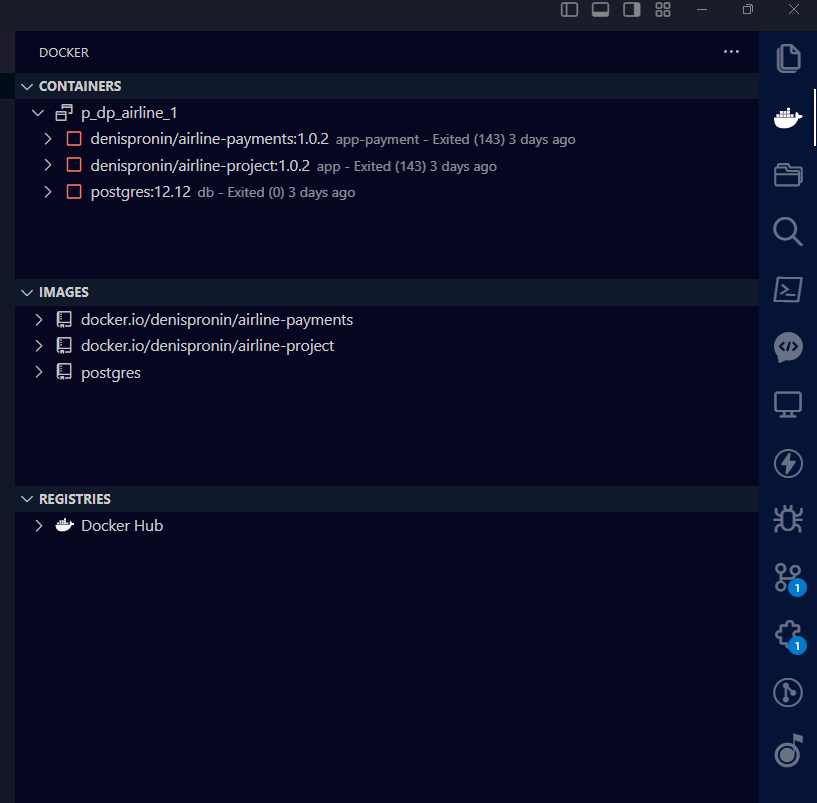 DOCKER
CONTAINERS
p_dp_airline_1
denispronin/airline-payments:1.0.2 app-payment - Exited (143) 3 days ago
denispronin/airline-project:1.0.2 app - Exited (143) 3 days ago
postgres:12.12 db - Exited (0) 3 days ago
IMAGES
docker.io/denispronin/airline-payments
docker.io/denispronin/airline-project
postgres
REGISTRIES
Docker Hub
1
1